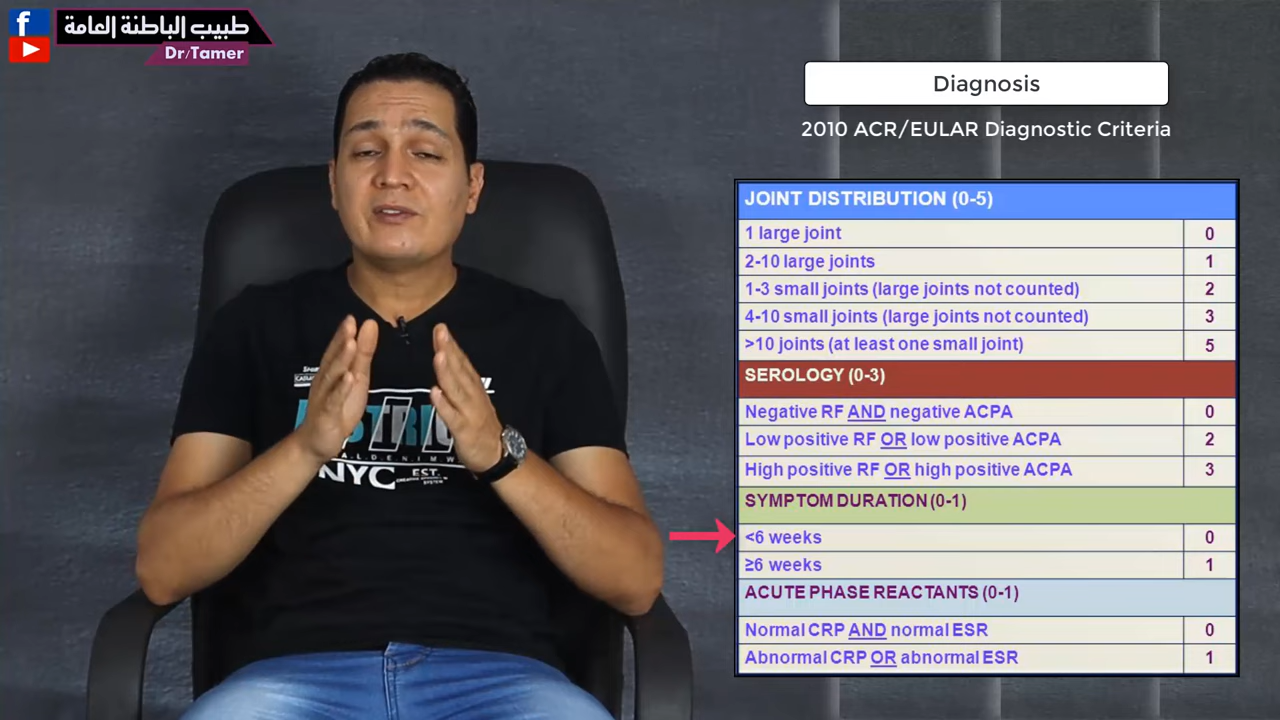 f
طبيب الباطنة العامة
Dr/Tamer
Diagnosis
2010 ACR/EULAR Diagnostic Criteria
JOINT DISTRIBUTION (0-5)
1 large joint 0
2-10 large joints 1
1-3 small joints (large joints not counted) 2
4-10 small joints (large joints not counted) 3
>10 joints (at least one small joint) 5
SEROLOGY (0-3)
Negative RF AND negative ACPA 0
Low positive RF OR low positive ACPA 2
High positive RF OR high positive ACPA 3
SYMPTOM DURATION (0-1)
<6 weeks 0
≥6 weeks 1
ACUTE PHASE REACTANTS (0-1)
Normal CRP AND normal ESR 0
Abnormal CRP OR abnormal ESR 1
NYC
EST.